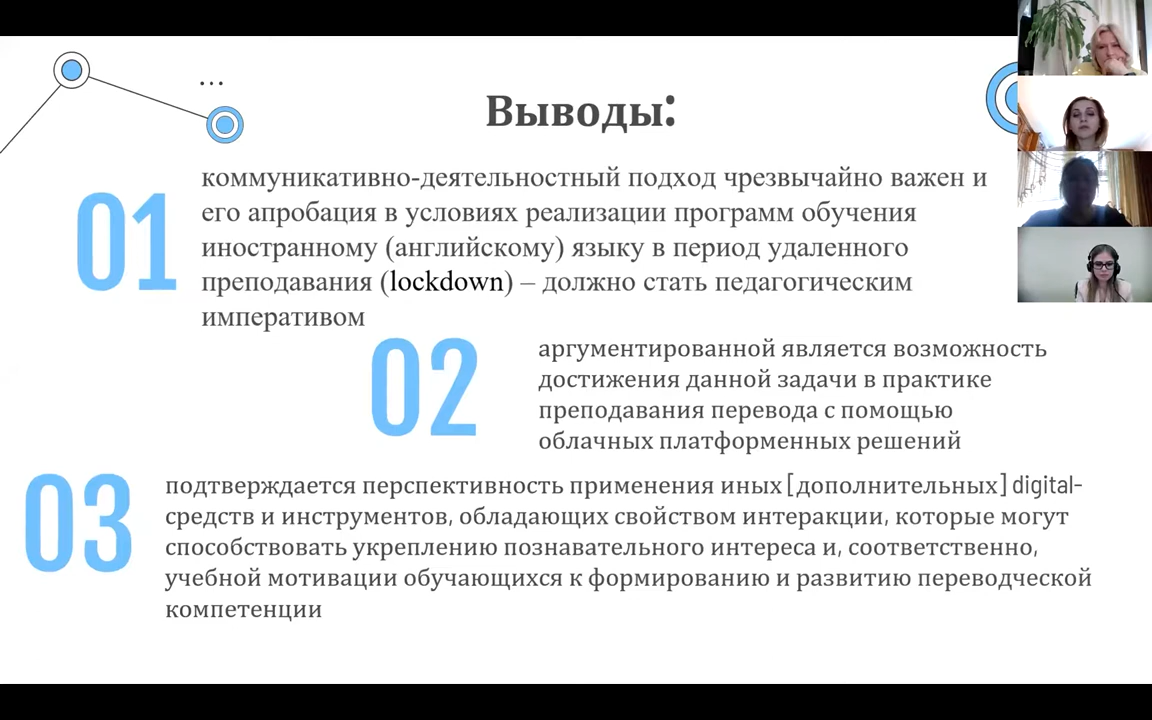 ...
Выводы:
01
коммуникативно-деятельностный подход чрезвычайно важен и
его апробация в условиях реализации программ обучения
иностранному (английскому) языку в период удаленного
преподавания (lockdown) – должно стать педагогическим
императивом
02
аргументированной является возможность
достижения данной задачи в практике
преподавания перевода с помощью
облачных платформенных решений
03
подтверждается перспективность применения иных [дополнительных] digital-
средств и инструментов, обладающих свойством интеракции, которые могут
способствовать укреплению познавательного интереса и, соответственно,
учебной мотивации обучающихся к формированию и развитию переводческой
компетенции